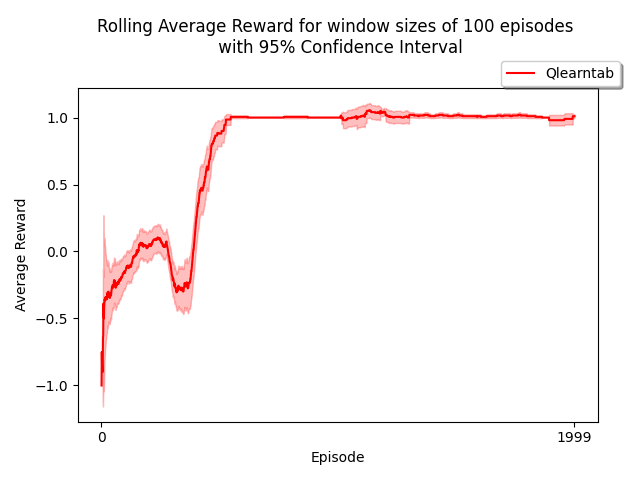 Rolling Average Reward for window sizes of 100 episodes
with 95% Confidence Interval
Qlearntab
1.0
0.5
0.0
−0.5
−1.0
Average Reward
0
1999
Episode